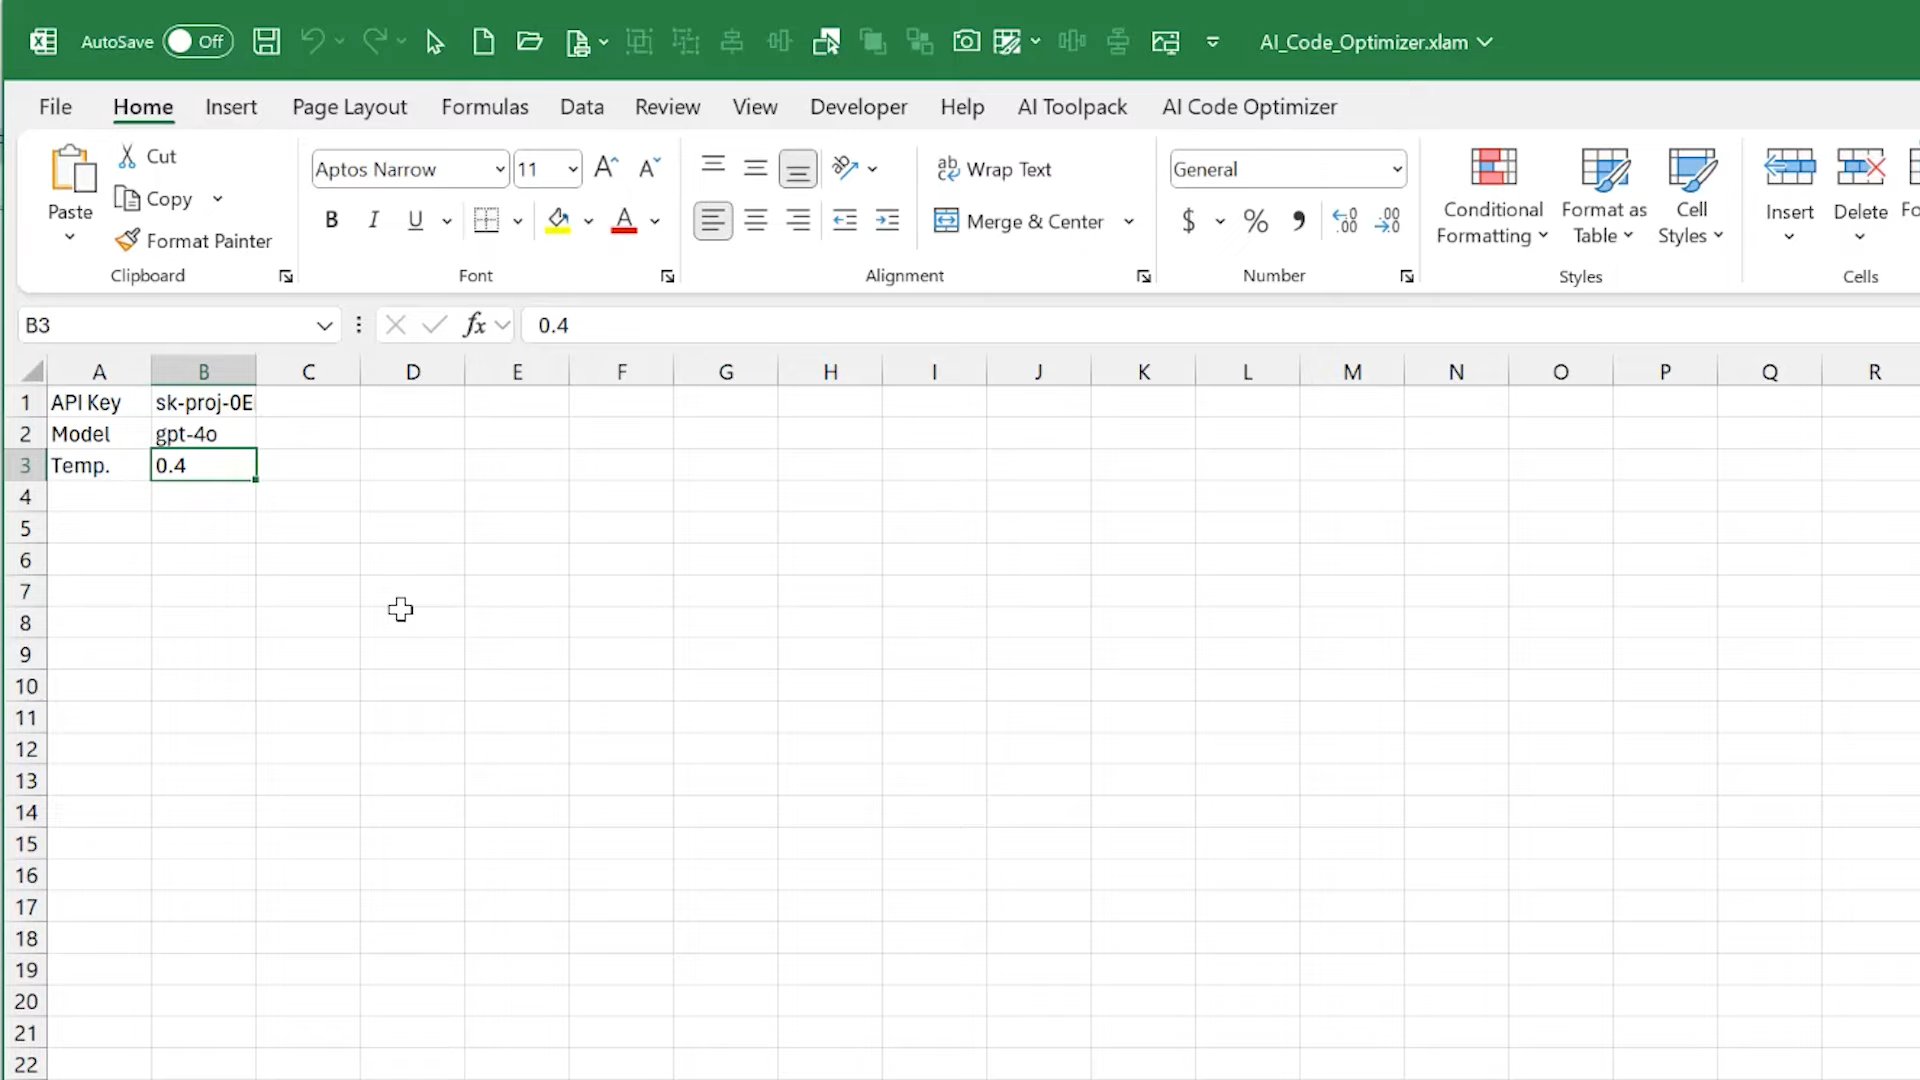 AutoSave Off AI_Code_Optimizer.xlam
File Home Insert Page Layout Formulas Data Review View Developer Help AI Toolpack AI Code Optimizer
Paste
Cut
Copy
Format Painter
Clipboard
Aptos Narrow 11
B I U
Font
Wrap Text
Merge & Center
Alignment
General
$ % ,
Number
Conditional Formatting
Format as Table
Cell Styles
Styles
Insert
Delete
Cells
B3 fx 0.4
A B C D E F G H I J K L M N O P Q R
1 API Key sk-proj-0E
2 Model gpt-4o
3 Temp. 0.4
4
5
6
7
8
9
10
11
12
13
14
15
16
17
18
19
20
21
22